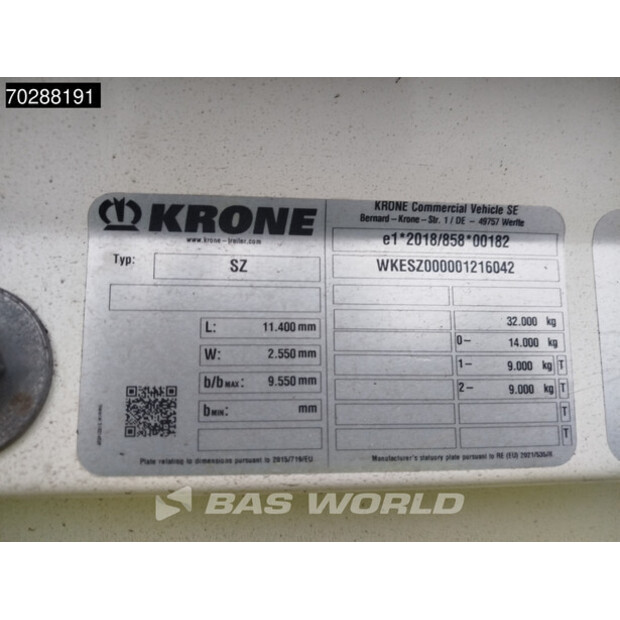 70288191
KRONE
www.krone-trailer.com
KRONE Commercial Vehicle SE
Bernard-Krone-Str. 1 / DE - 49757 Werlte
e1*2018/858*00182
Typ: SZ
WKESZ000001216042
L: 11.400 mm
W: 2.550 mm
b/b MAX: 9.550 mm
b MIN: mm
32.000 kg
0- 14.000 kg
1- 9.000 kg T
2- 9.000 kg T
T
T
Plate relating to dimensions pursuant to 2015/719/EU
Manufacturer's statutory plate pursuant to RE (EU) 2021/535/II
BAS WORLD